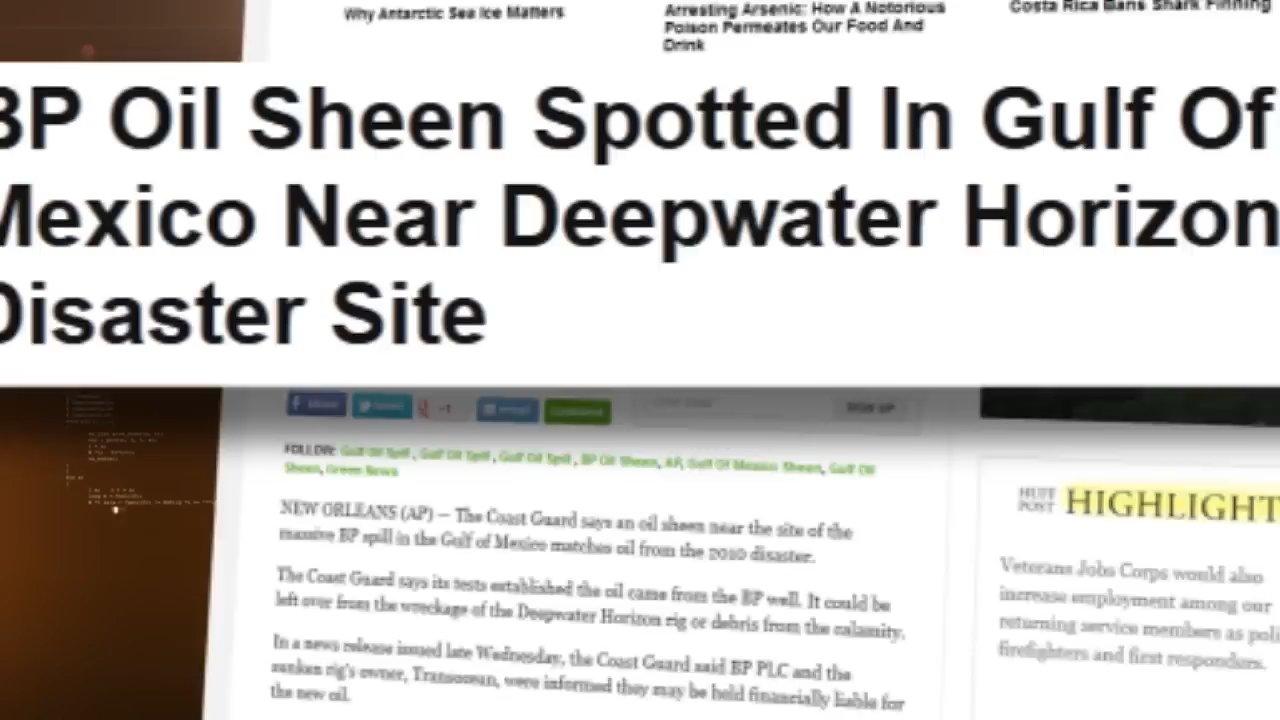 Why Antarctic Sea Ice Matters
Arresting Arsenic: How A Notorious
Poison Permeates Our Food And
Drink
Costa Rica Bans Shark Finning
BP Oil Sheen Spotted In Gulf Of
Mexico Near Deepwater Horizon
Disaster Site
SIGN UP
FOLLOW: Gulf Oil Spill, Gulf Oil Spill, Gulf Oil Spill, BP Oil Sheen, AP, Gulf Of Mexico Sheen, Gulf Oil
Sheen, Green News
NEW ORLEANS (AP) — The Coast Guard says an oil sheen near the site of the
massive BP spill in the Gulf of Mexico matches oil from the 2010 disaster.
The Coast Guard says its tests established the oil came from the BP well. It could be
left over from the wreckage of the Deepwater Horizon rig or debris from the calamity.
In a news release issued late Wednesday, the Coast Guard said BP PLC and the
sunken rig's owner, Transocean, were informed they may be held financially liable for
the new oil.
HUFF
POST
HIGHLIGHT
Veterans Jobs Corps would also
increase employment among our
returning service members as poli
firefighters and first responders.